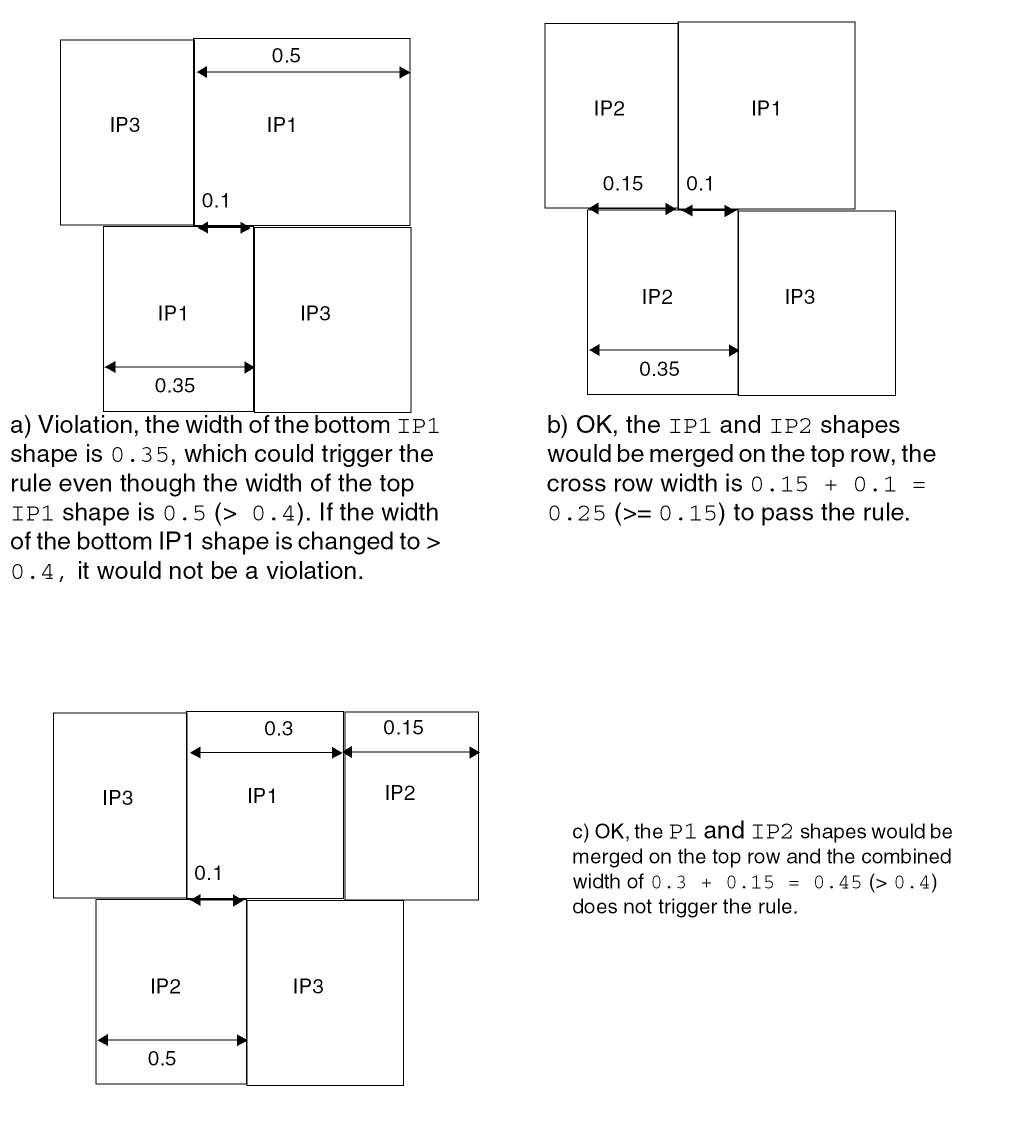 0.5
IP3
IP1
0.1
IP1
IP3
0.35
a) Violation, the width of the bottom IP1
shape is 0.35, which could trigger the
rule even though the width of the top
IP1 shape is 0.5 (> 0.4). If the width
of the bottom IP1 shape is changed to >
0.4, it would not be a violation.
IP2
IP1
0.15
0.1
IP2
IP3
0.35
b) OK, the IP1 and IP2 shapes
would be merged on the top row, the
cross row width is 0.15 + 0.1 =
0.25 (>= 0.15) to pass the rule.
0.3
0.15
IP3
IP1
IP2
0.1
IP2
IP3
0.5
c) OK, the P1 and IP2 shapes would be
merged on the top row and the combined
width of 0.3 + 0.15 = 0.45 (> 0.4)
does not trigger the rule.